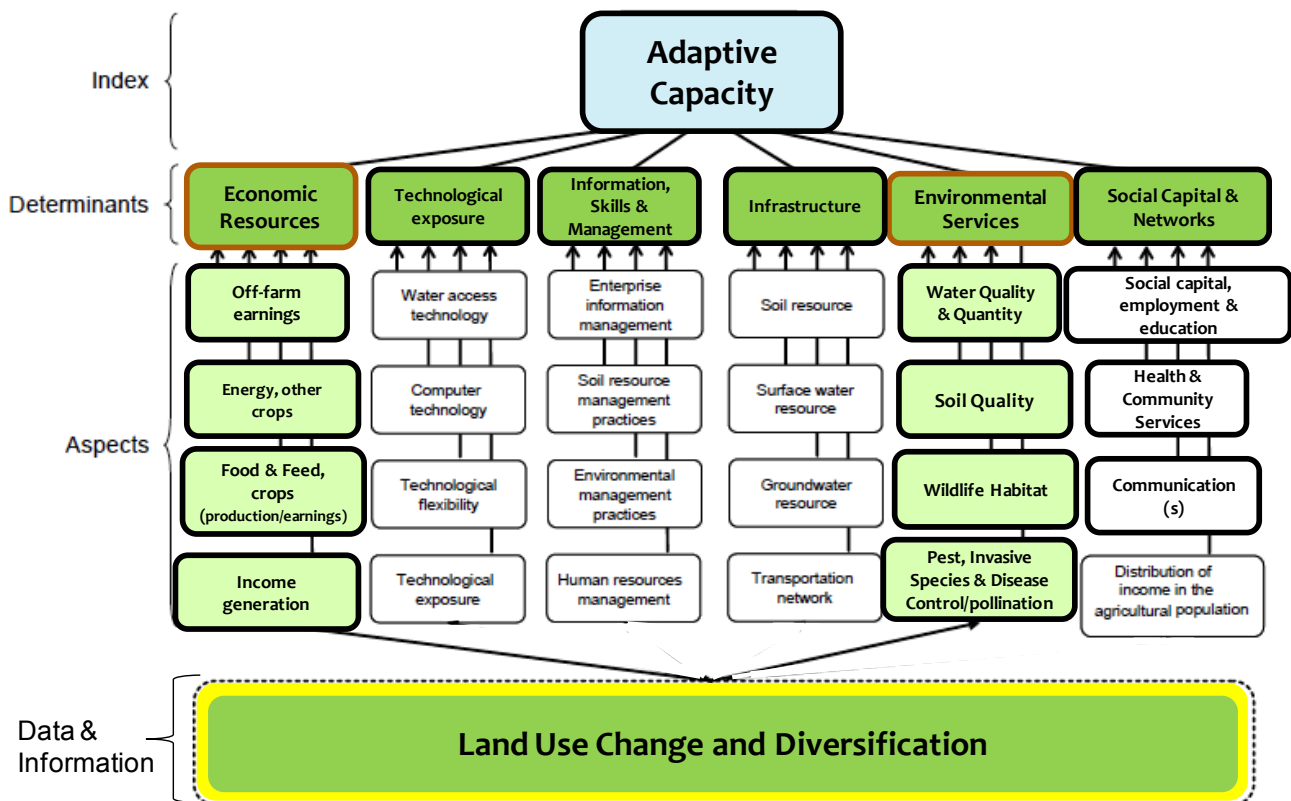 Index
Adaptive
Capacity
Determinants
Economic
Resources
Technological
exposure
Information,
Skills &
Management
Infrastructure
Environmental
Services
Social Capital &
Networks
Aspects
Off-farm
earnings
Water access
technology
Enterprise
information
management
Soil resource
Water Quality
& Quantity
Social capital,
employment &
education
Energy, other
crops
Computer
technology
Soil resource
management
practices
Surface water
resource
Soil Quality
Health &
Community
Services
Food & Feed,
crops
(production/earnings)
Technological
flexibility
Environmental
management
practices
Groundwater
resource
Wildlife Habitat
Communication
(s)
Income
generation
Technological
exposure
Human resources
management
Transportation
network
Pest, Invasive
Species & Disease
Control/pollination
Distribution of
income in the
agricultural population
Data &
Information
Land Use Change and Diversification